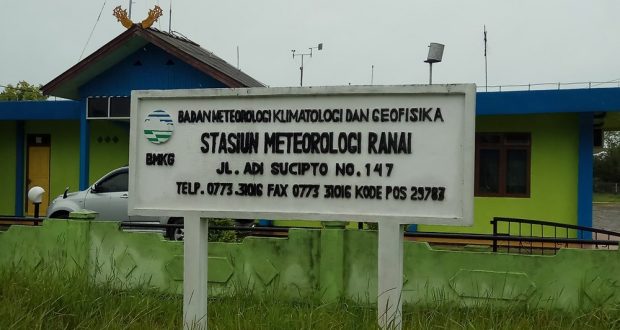 BADAN METEOROLOGI KLIMATOLOGI DAN GEOFISIKA
STASIUN METEOROLOGI RANAI
BMKG
JL. ADI SUCIPTO NO. 147
TELP. 0773.31016 FAX 0773 31016 KODE POS 29783